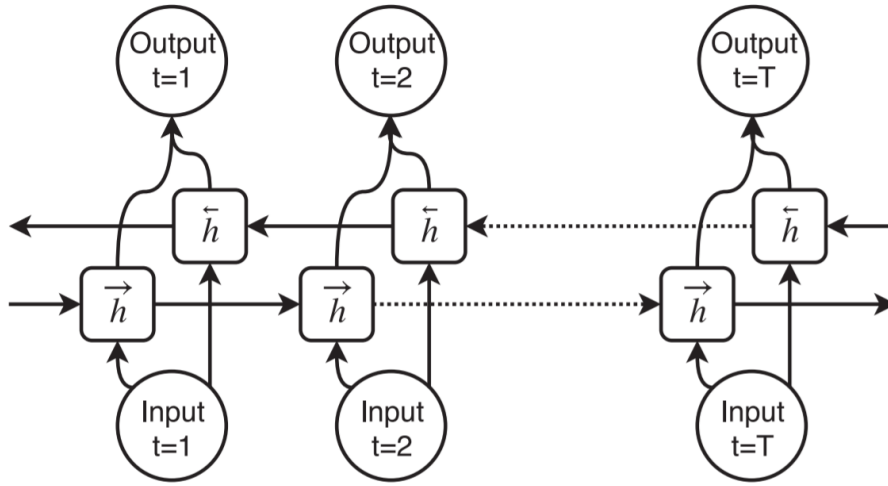 Output
t=1
Output
t=2
Output
t=T
←
h
←
h
←
h
→
h
→
h
→
h
Input
t=1
Input
t=2
Input
t=T